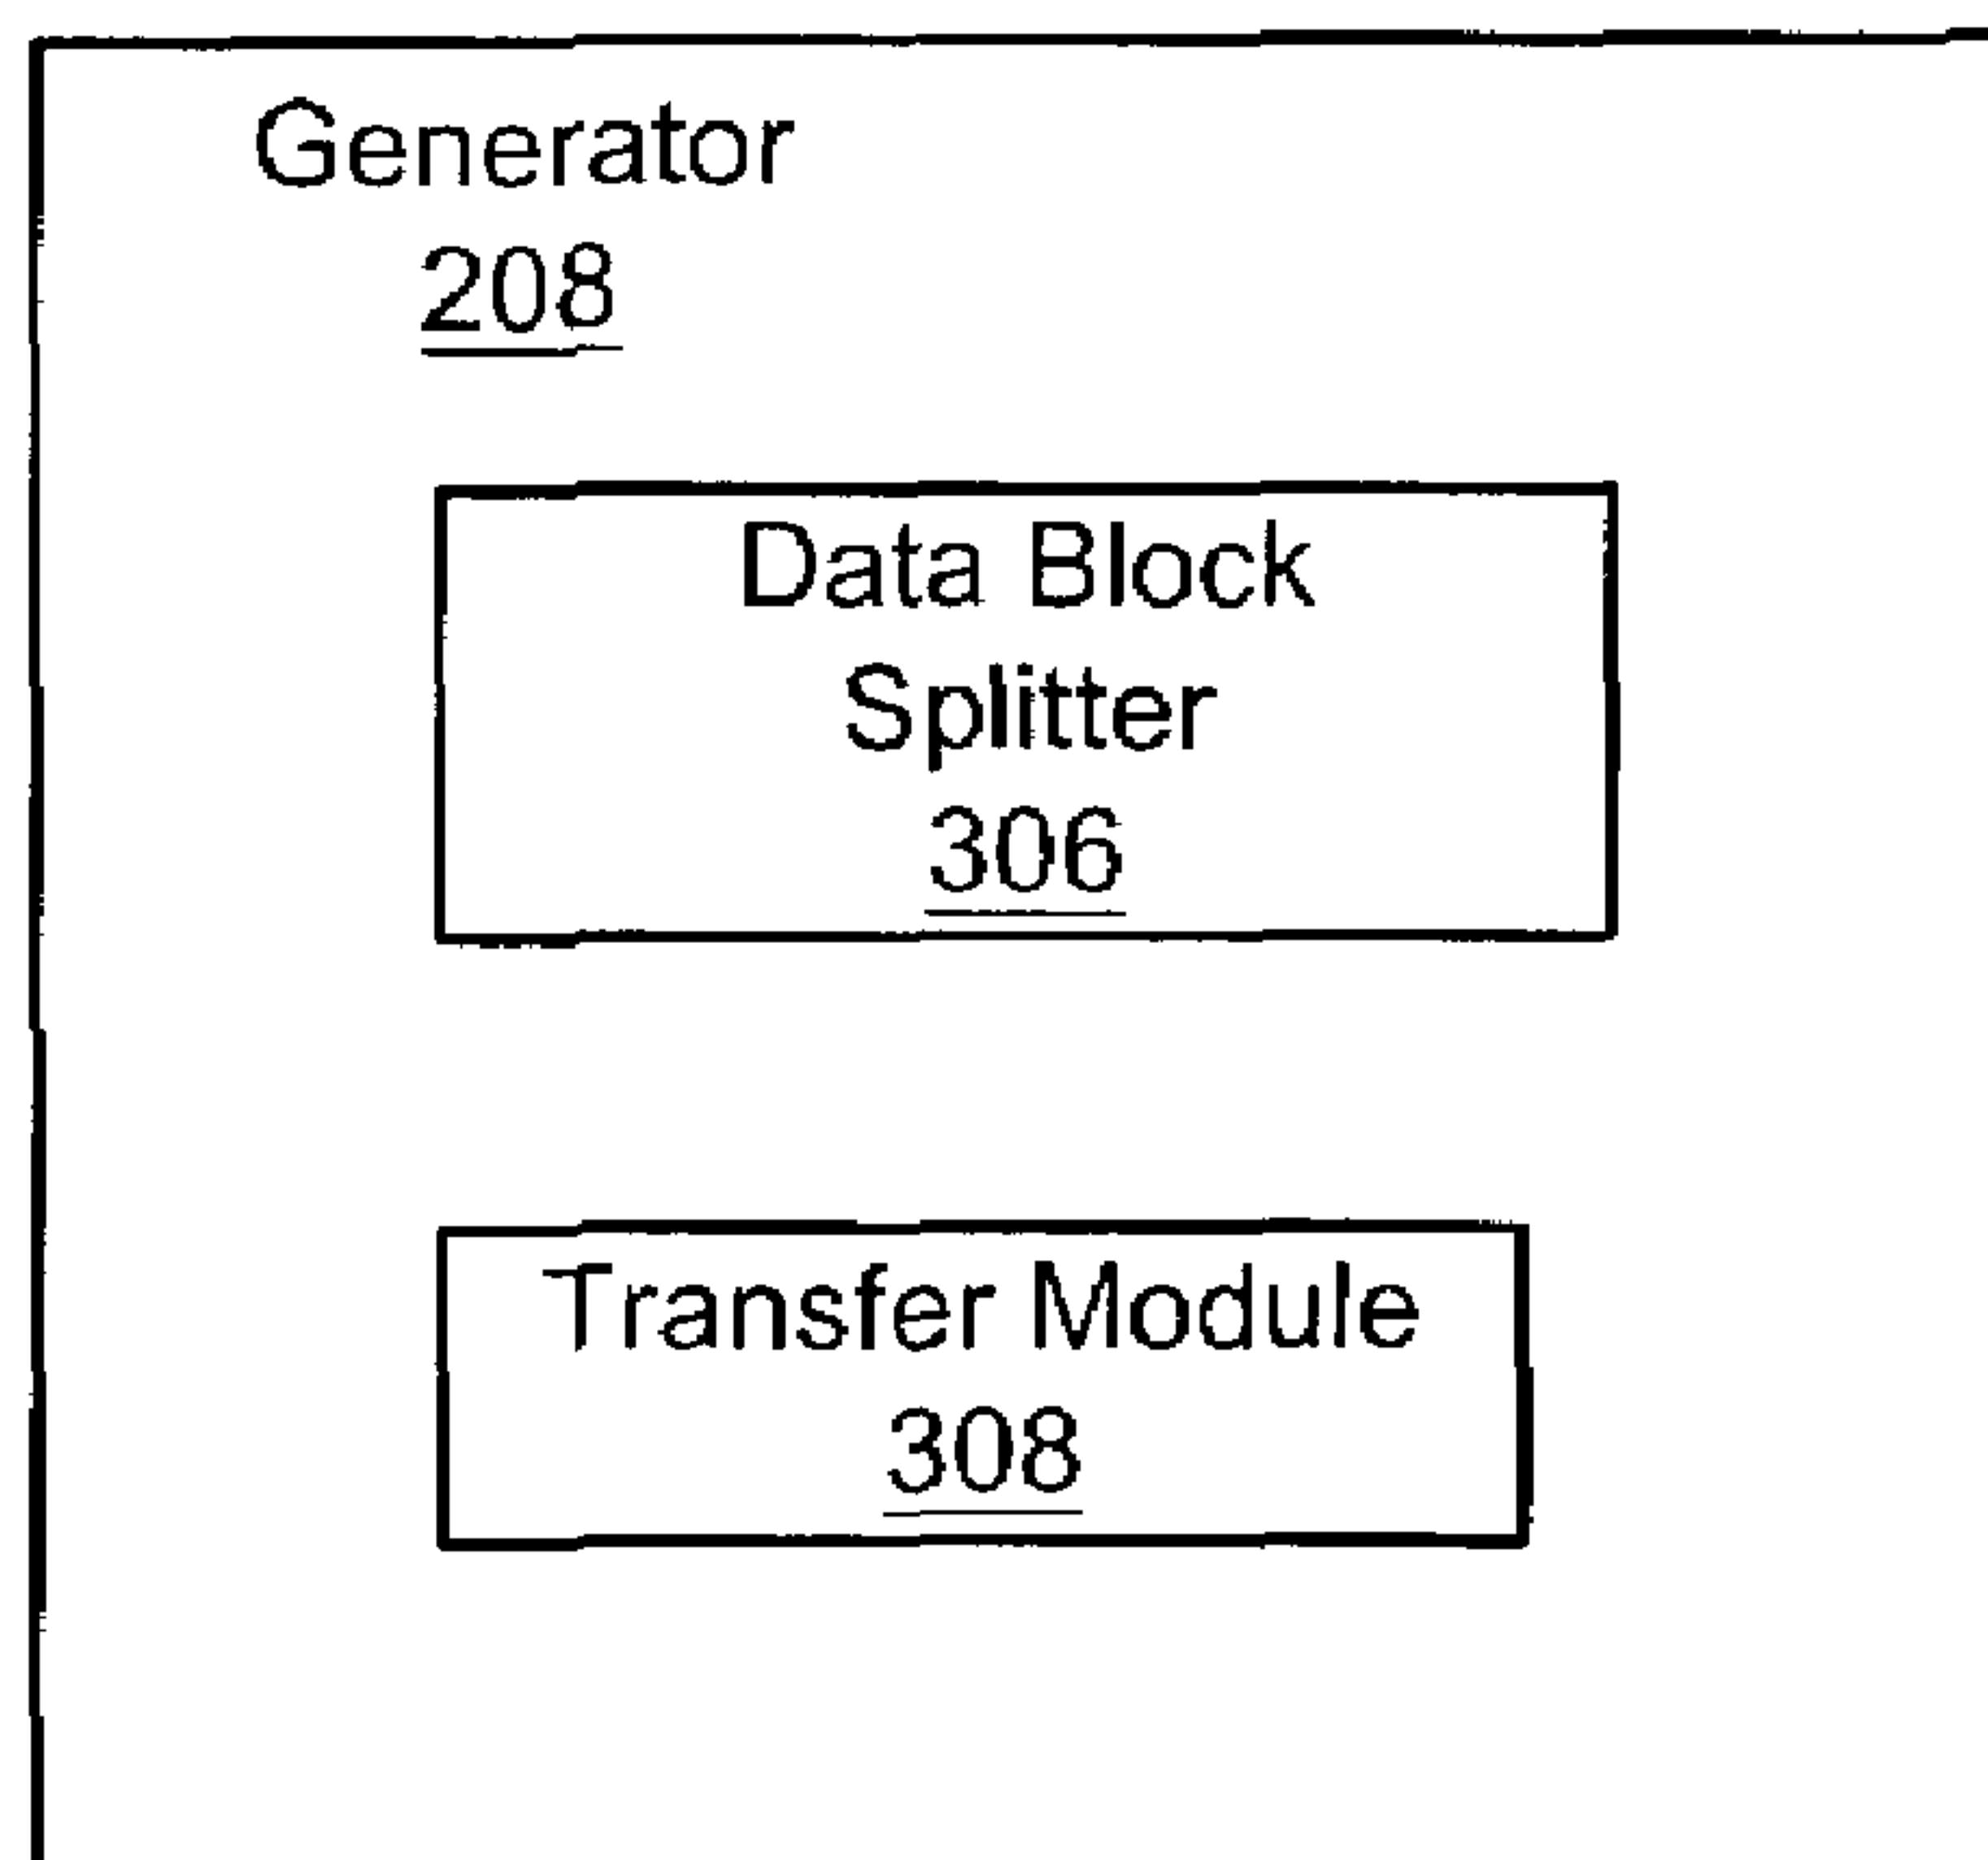 Generator
208
Data Block
Splitter
306
Transfer Module
308